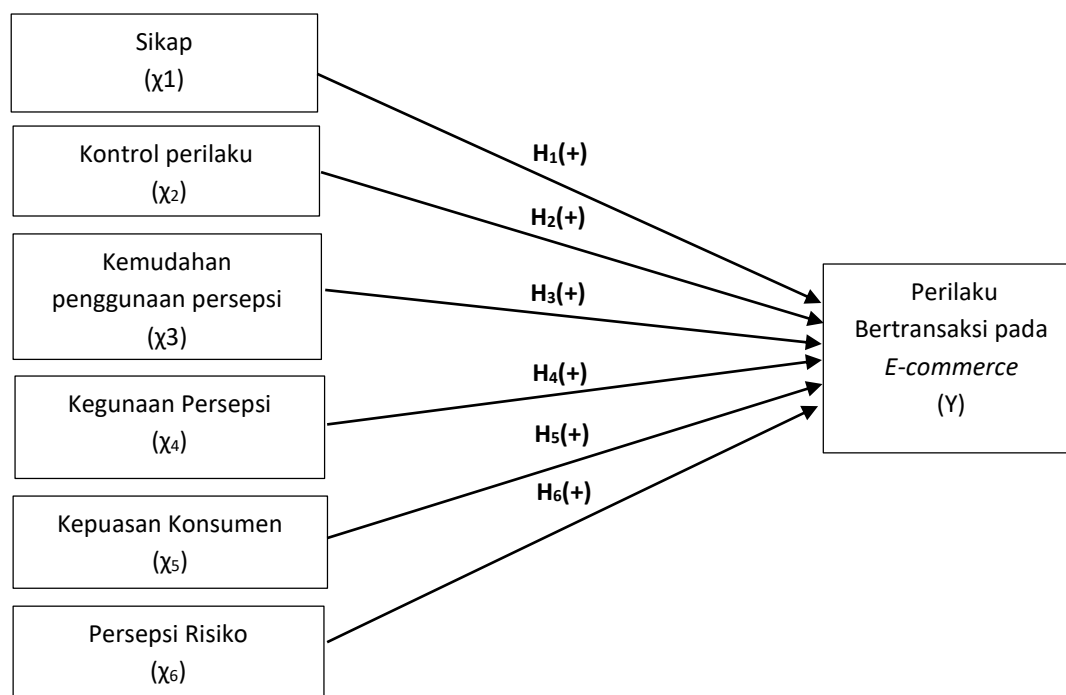 Sikap
(χ1)
Kontrol perilaku
(χ₂)
Kemudahan
penggunaan persepsi
(χ3)
Kegunaan Persepsi
(χ₄)
Kepuasan Konsumen
(χ₅)
Persepsi Risiko
(χ₆)
H₁(+)
H₂(+)
H₃(+)
H₄(+)
H₅(+)
H₆(+)
Perilaku
Bertransaksi pada
E-commerce
(Y)